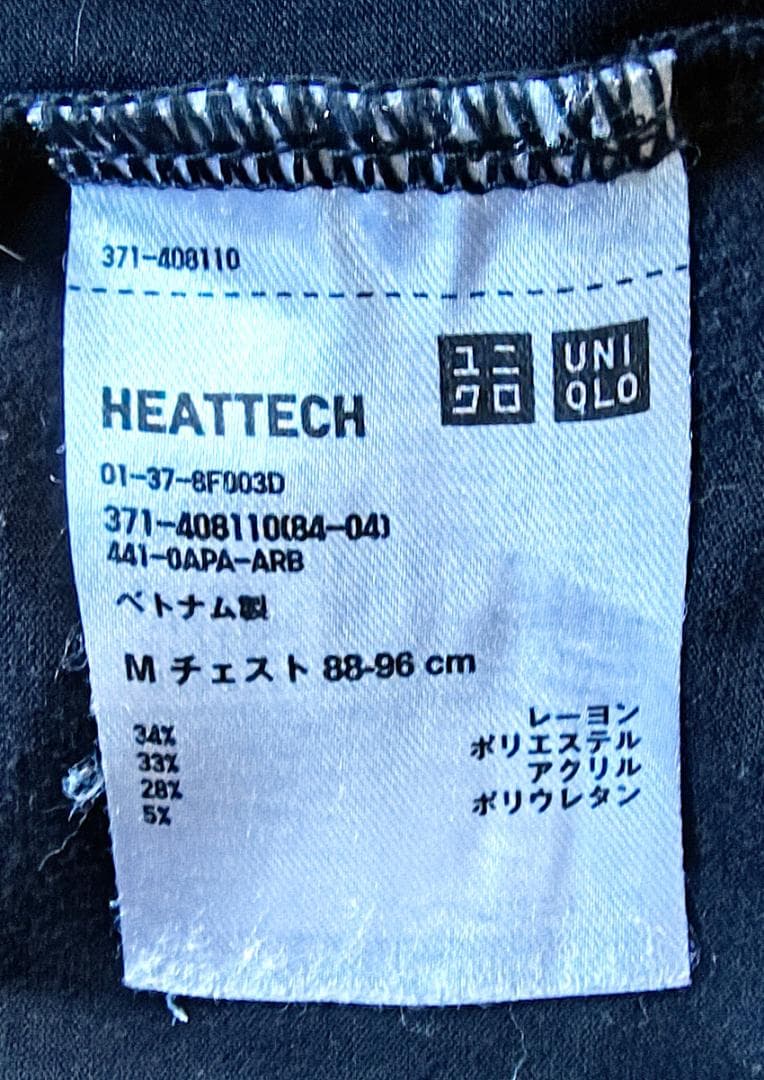 371-408110
ユニ
クロ
UNI
QLO
HEATTECH
01-37-8F003D
371-408110(84-04)
441-0APA-ARB
ベトナム製
M チェスト 88-96 cm
34% レーヨン
33% ポリエステル
28% アクリル
5% ポリウレタン